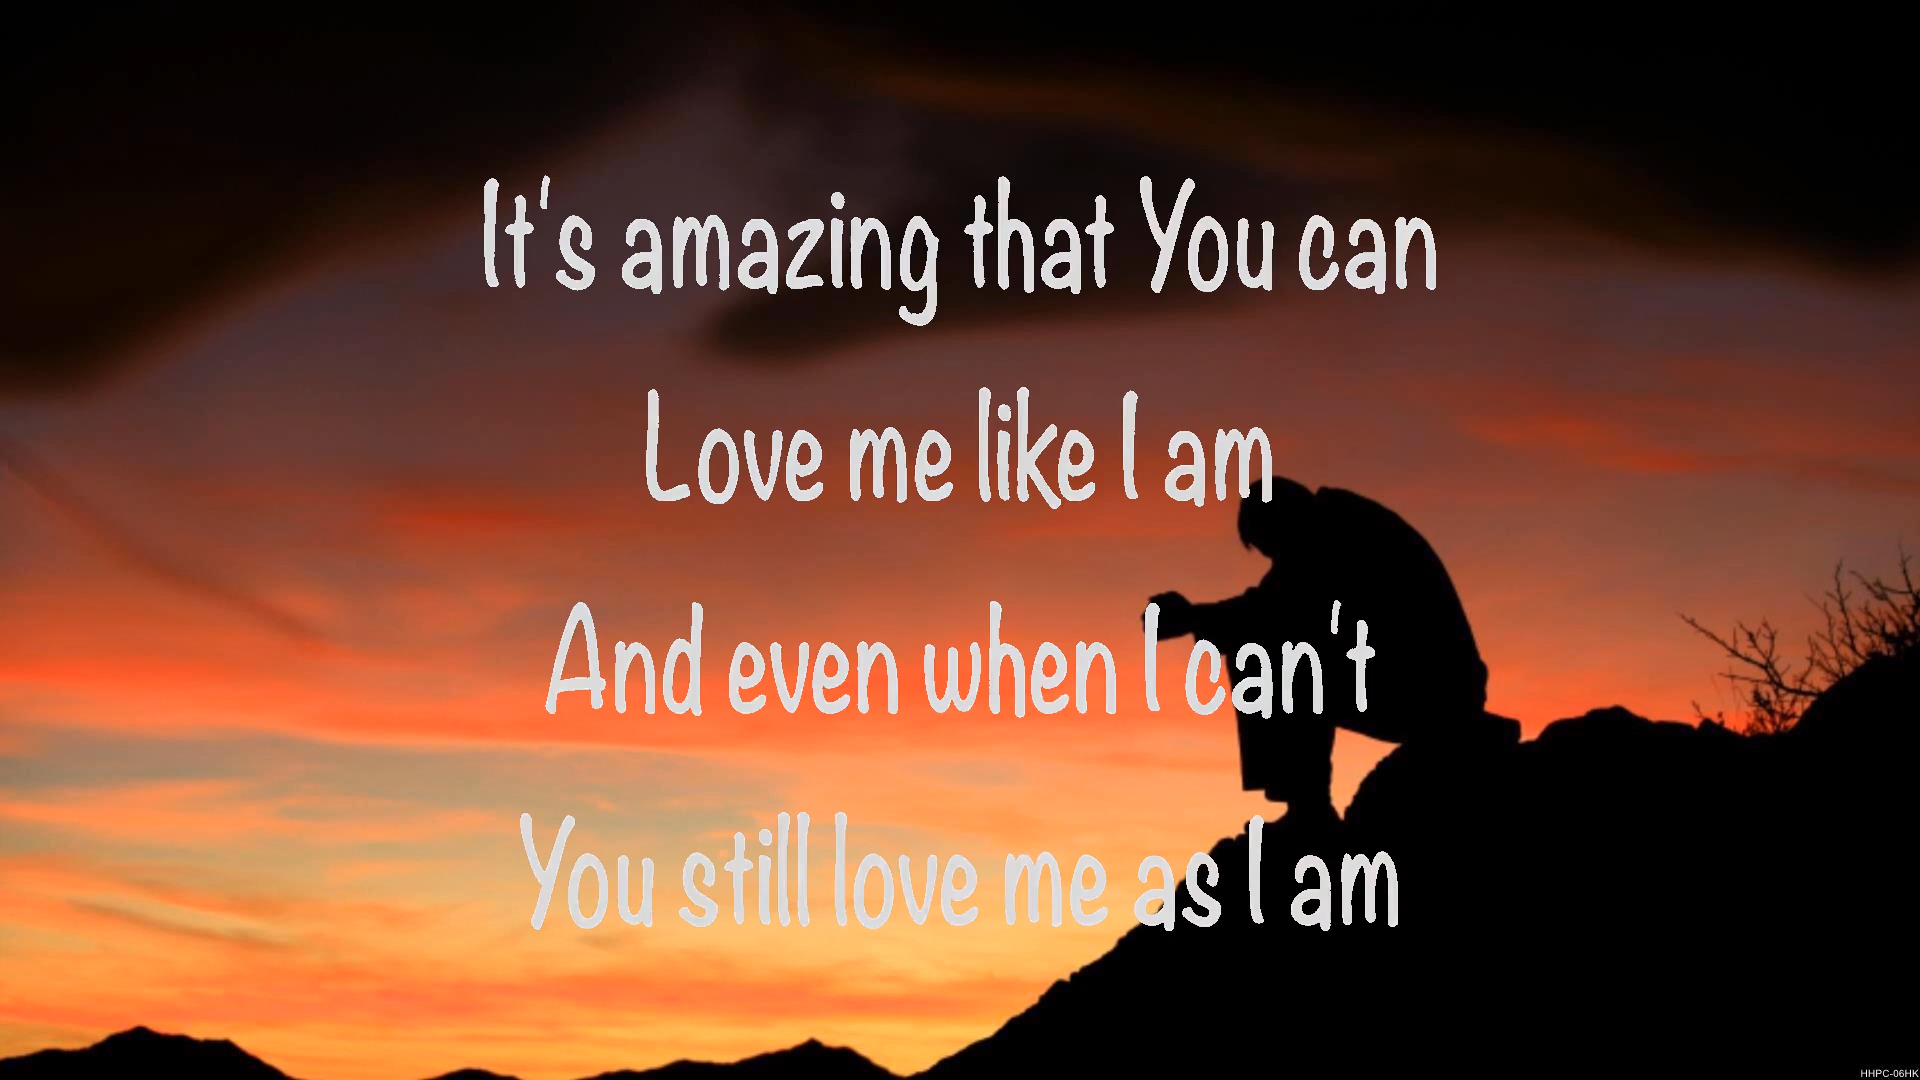 It's amazing that You can
Love me like I am
And even when I can't
You still love me as I am
HHPC-06HK